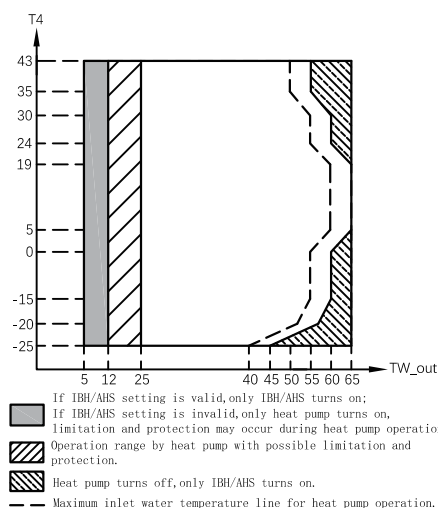 T4
43
35
30
24
19
5
0
-15
-20
-25
5 12 25 40 45 50 55 60 65 TW_out
If IBH/AHS setting is valid,only IBH/AHS turns on;
If IBH/AHS setting is invalid,only heat pump turns on,
limitation and protection may occur during heat pump operatio
Operation range by heat pump with possible limitation and
protection.
Heat pump turns off,only IBH/AHS turns on.
Maximum inlet water temperature line for heat pump operation.